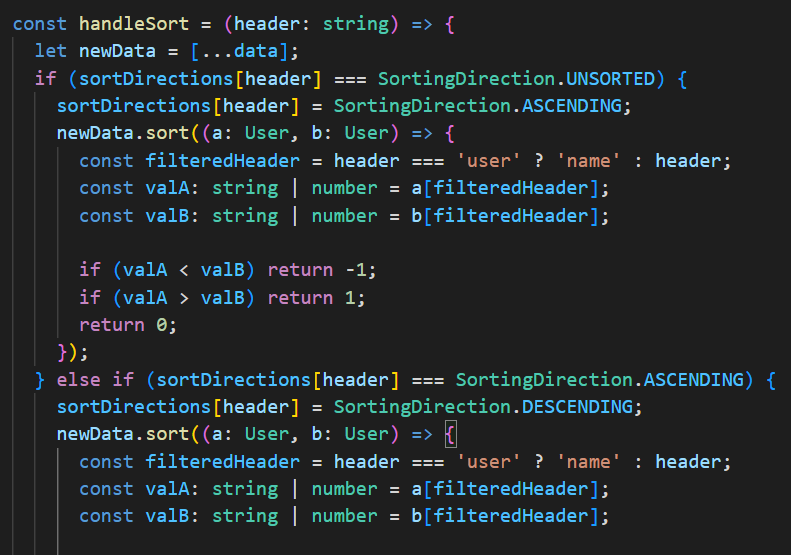 const handleSort = (header: string) => {
let newData = [...data];
if (sortDirections[header] === SortingDirection.UNSORTED) {
sortDirections[header] = SortingDirection.ASCENDING;
newData.sort((a: User, b: User) => {
const filteredHeader = header === 'user' ? 'name' : header;
const valA: string | number = a[filteredHeader];
const valB: string | number = b[filteredHeader];
if (valA < valB) return -1;
if (valA > valB) return 1;
return 0;
});
} else if (sortDirections[header] === SortingDirection.ASCENDING) {
sortDirections[header] = SortingDirection.DESCENDING;
newData.sort((a: User, b: User) => {
const filteredHeader = header === 'user' ? 'name' : header;
const valA: string | number = a[filteredHeader];
const valB: string | number = b[filteredHeader];